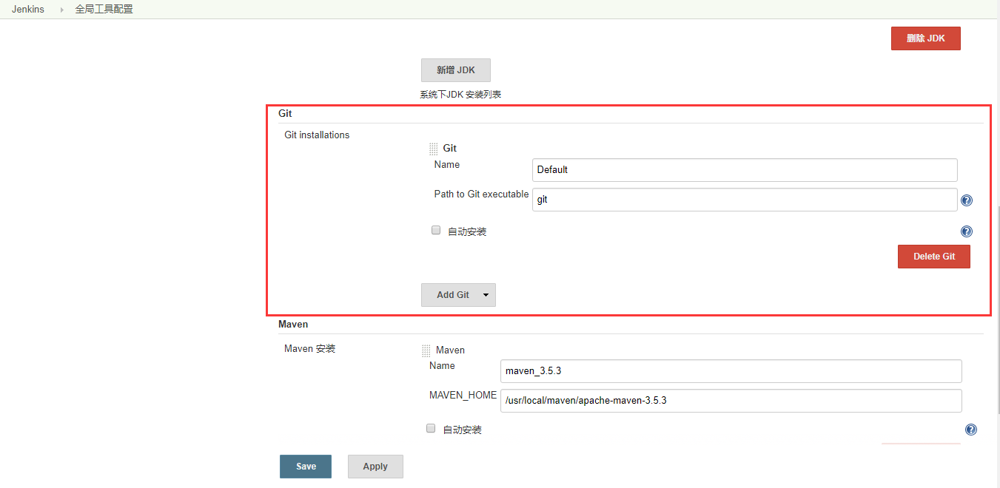 Jenkins 全局工具配置
删除 JDK
新增 JDK
系统下JDK 安装列表
Git
Git installations
Git
Name
Default
Path to Git executable
git
自动安装
Delete Git
Add Git
Maven
Maven 安装
Maven
Name
maven_3.5.3
MAVEN_HOME
/usr/local/maven/apache-maven-3.5.3
自动安装
Save Apply